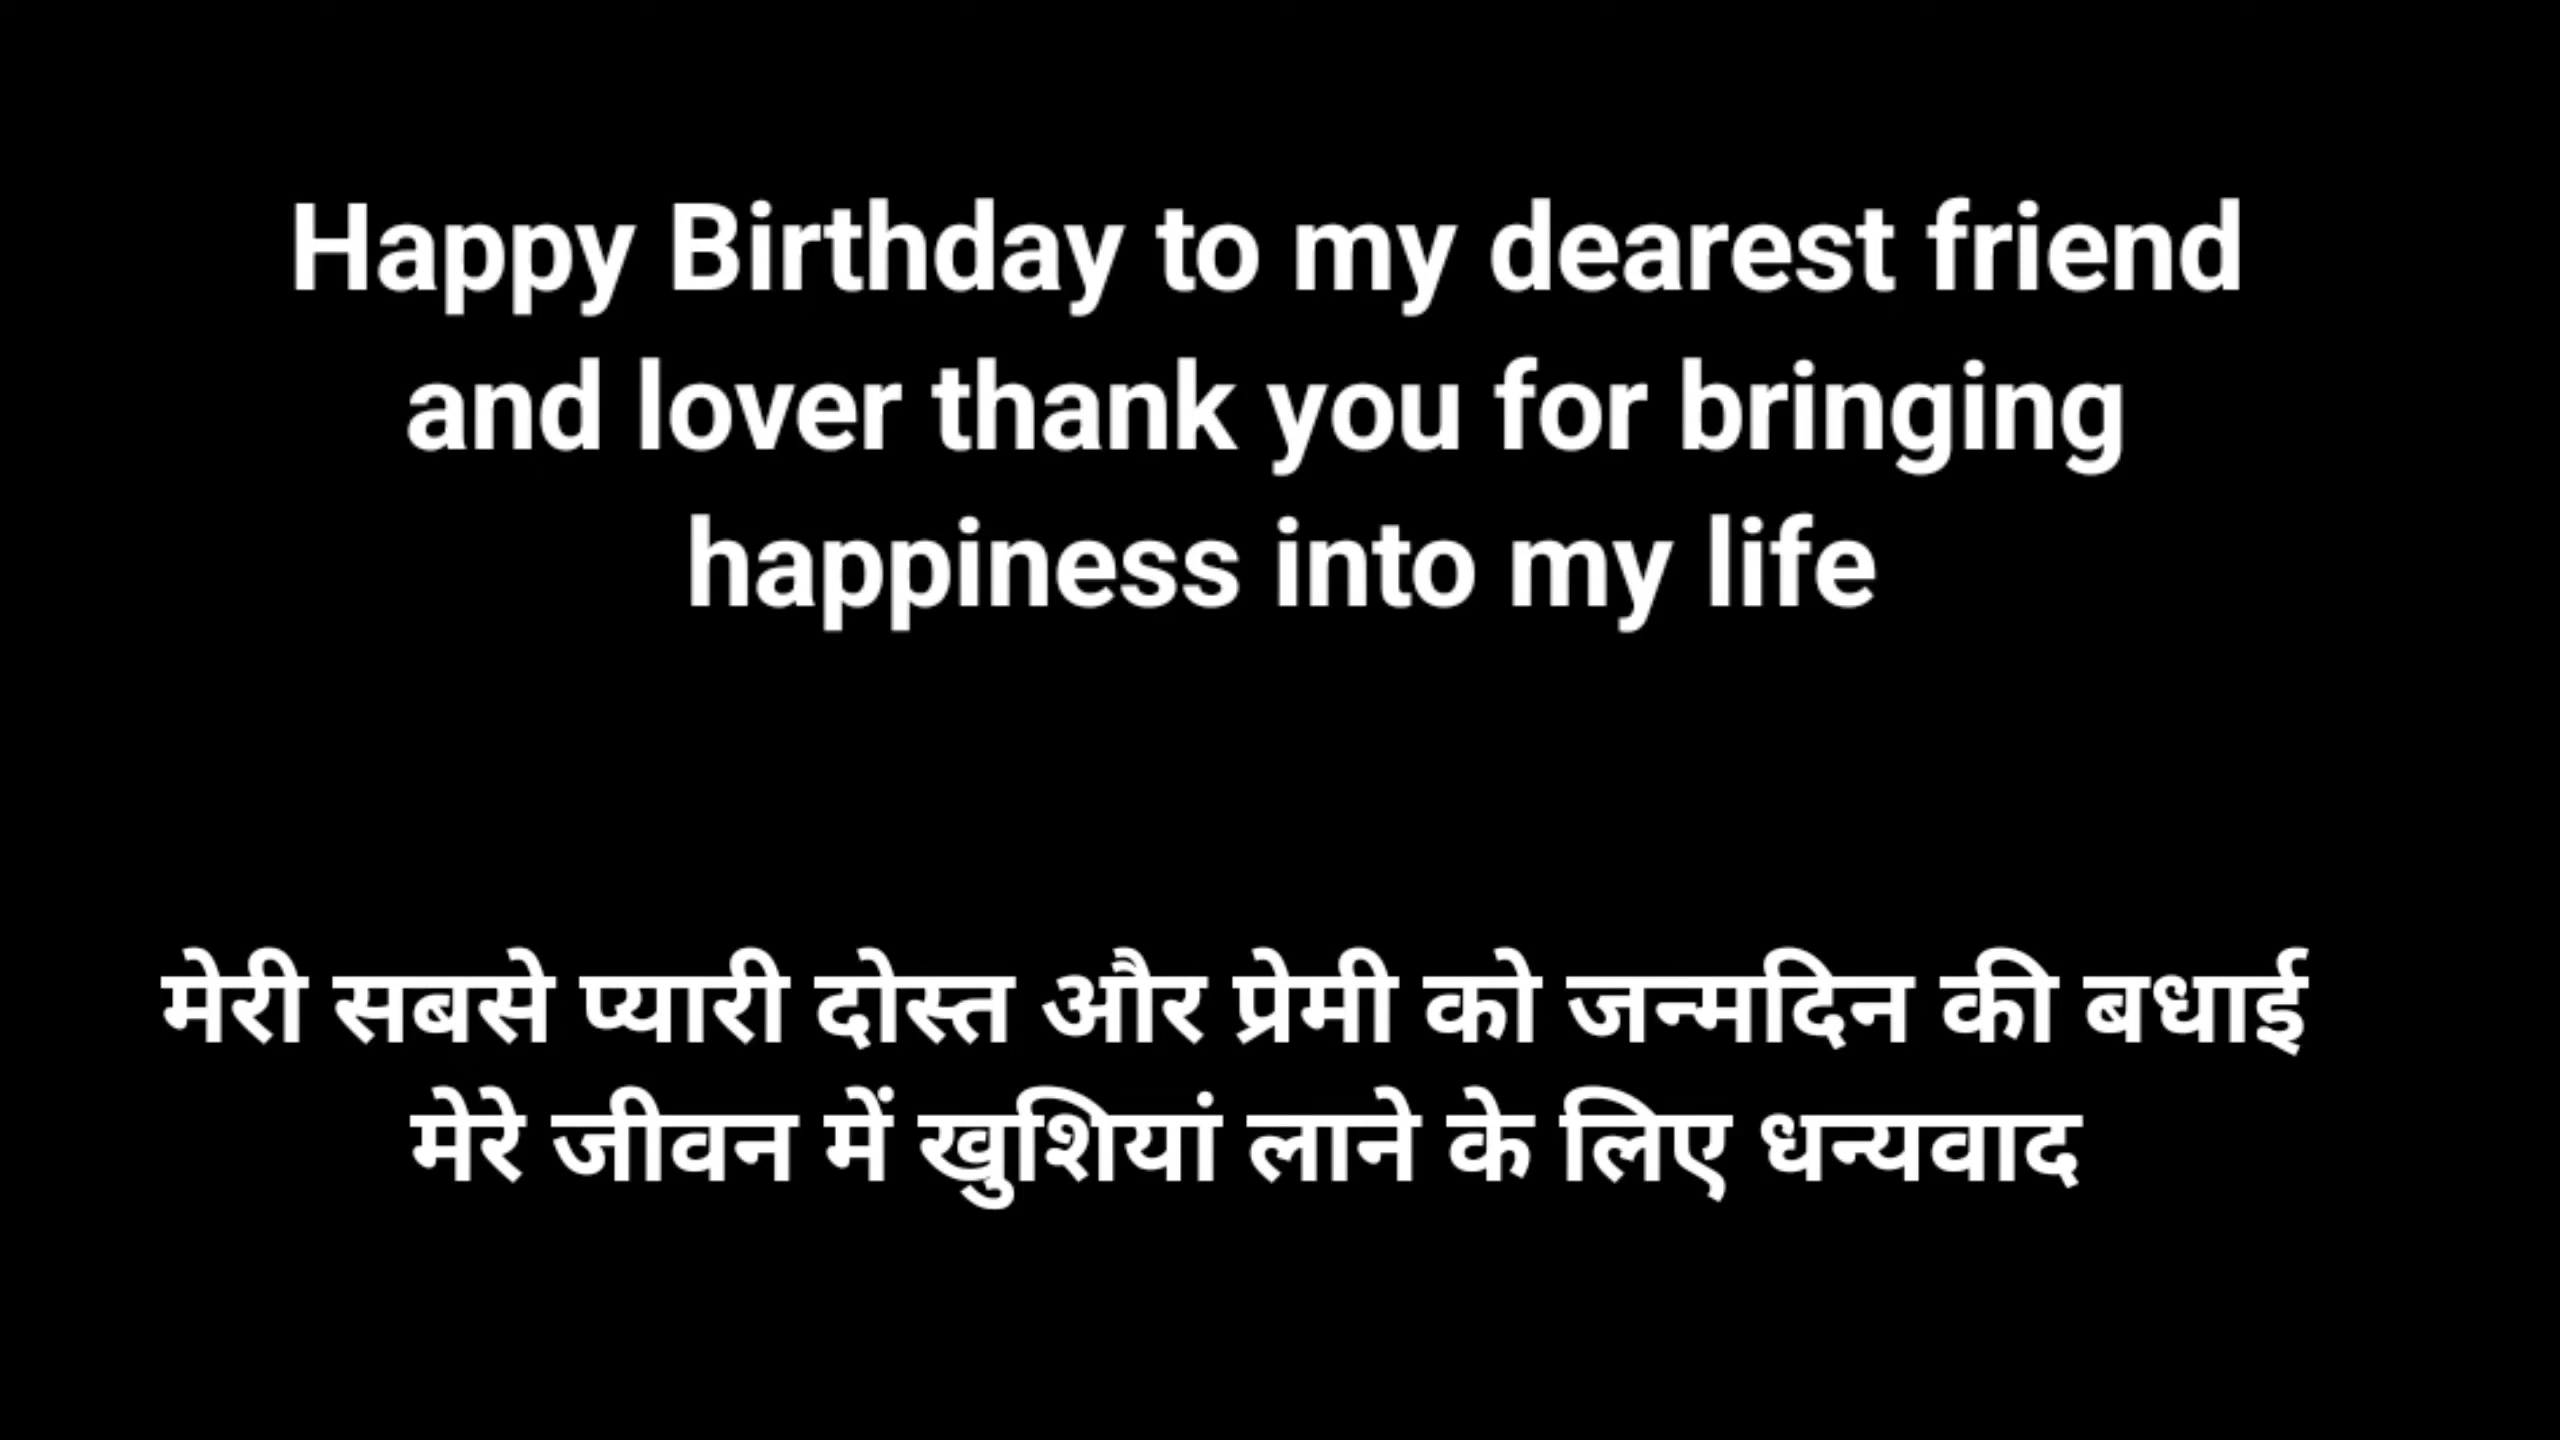 Happy Birthday to my dearest friend
and lover thank you for bringing
happiness into my life
मेरी सबसे प्यारी दोस्त और प्रेमी को जन्मदिन की बधाई
मेरे जीवन में खुशियां लाने के लिए धन्यवाद